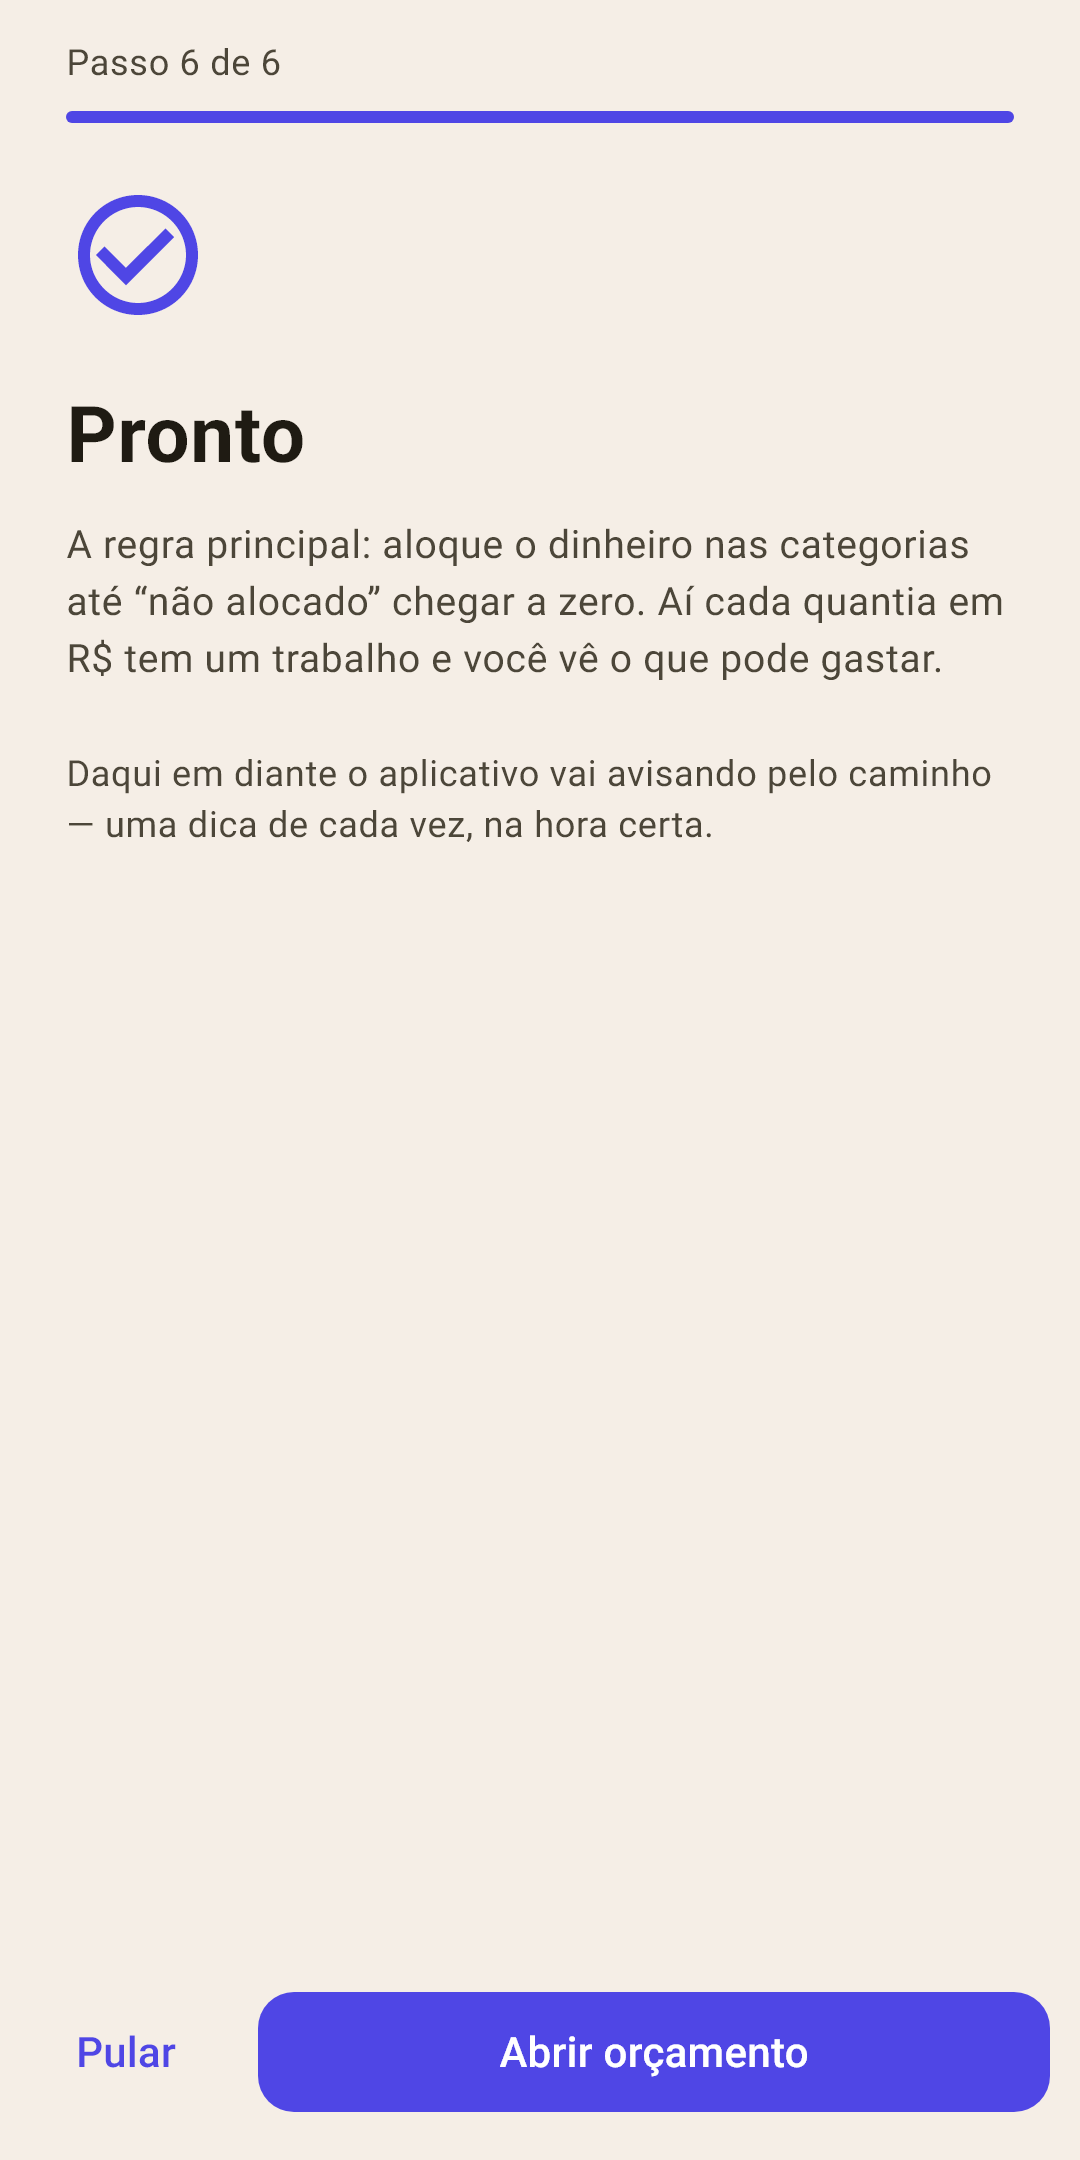 Passo 6 de 6
Pronto
A regra principal: aloque o dinheiro nas categorias
até “não alocado” chegar a zero. Aí cada quantia em
R$ tem um trabalho e você vê o que pode gastar.
Daqui em diante o aplicativo vai avisando pelo caminho
— uma dica de cada vez, na hora certa.
Pular
Abrir orçamento